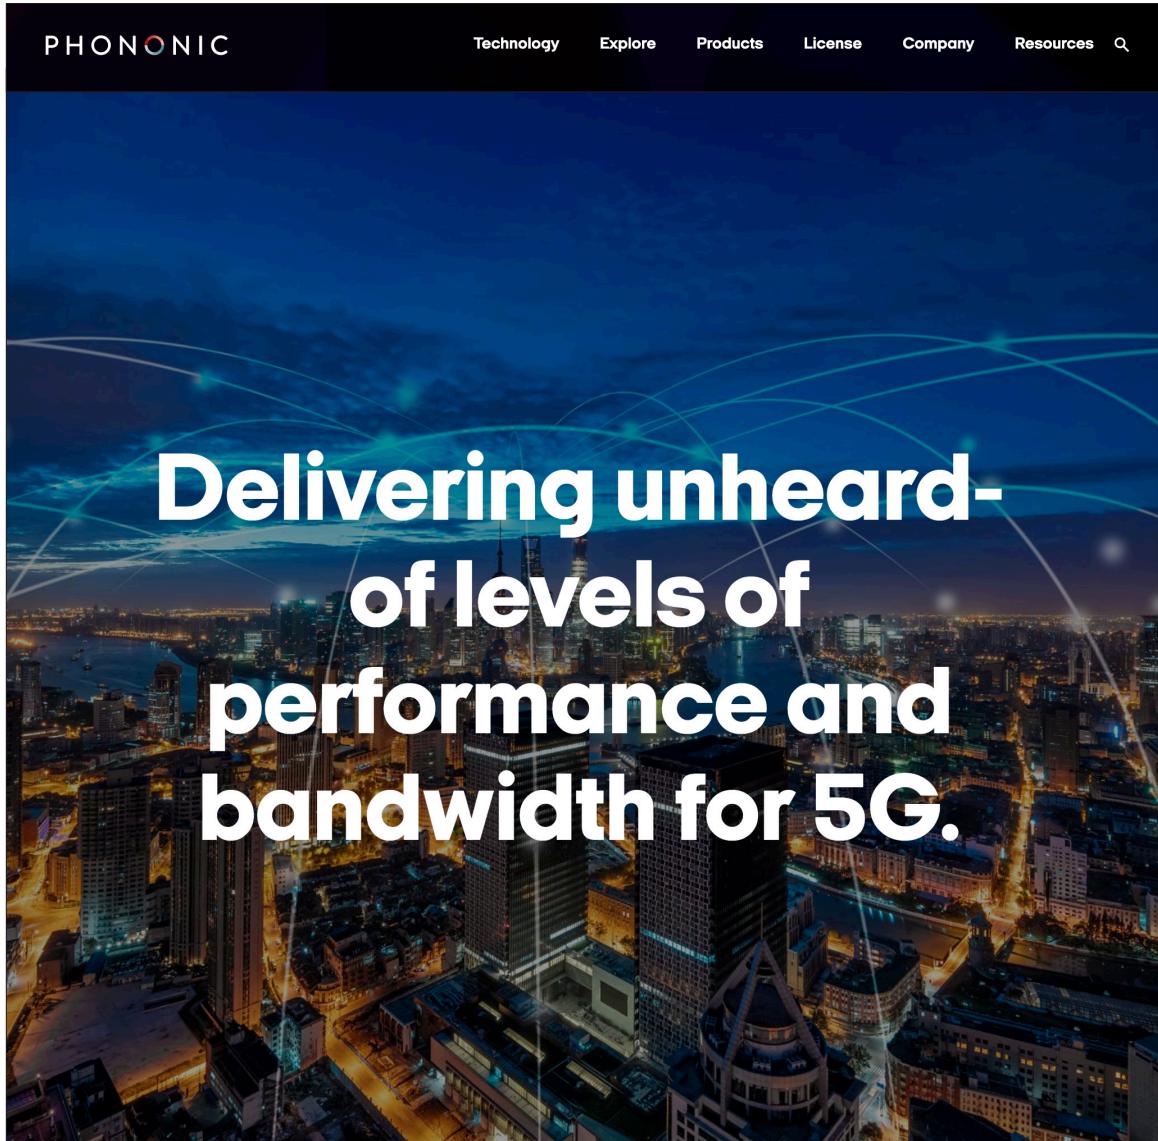 PHONONIC
Technology Explore Products License Company Resources
Delivering unheard-
of levels of
performance and
bandwidth for 5G.